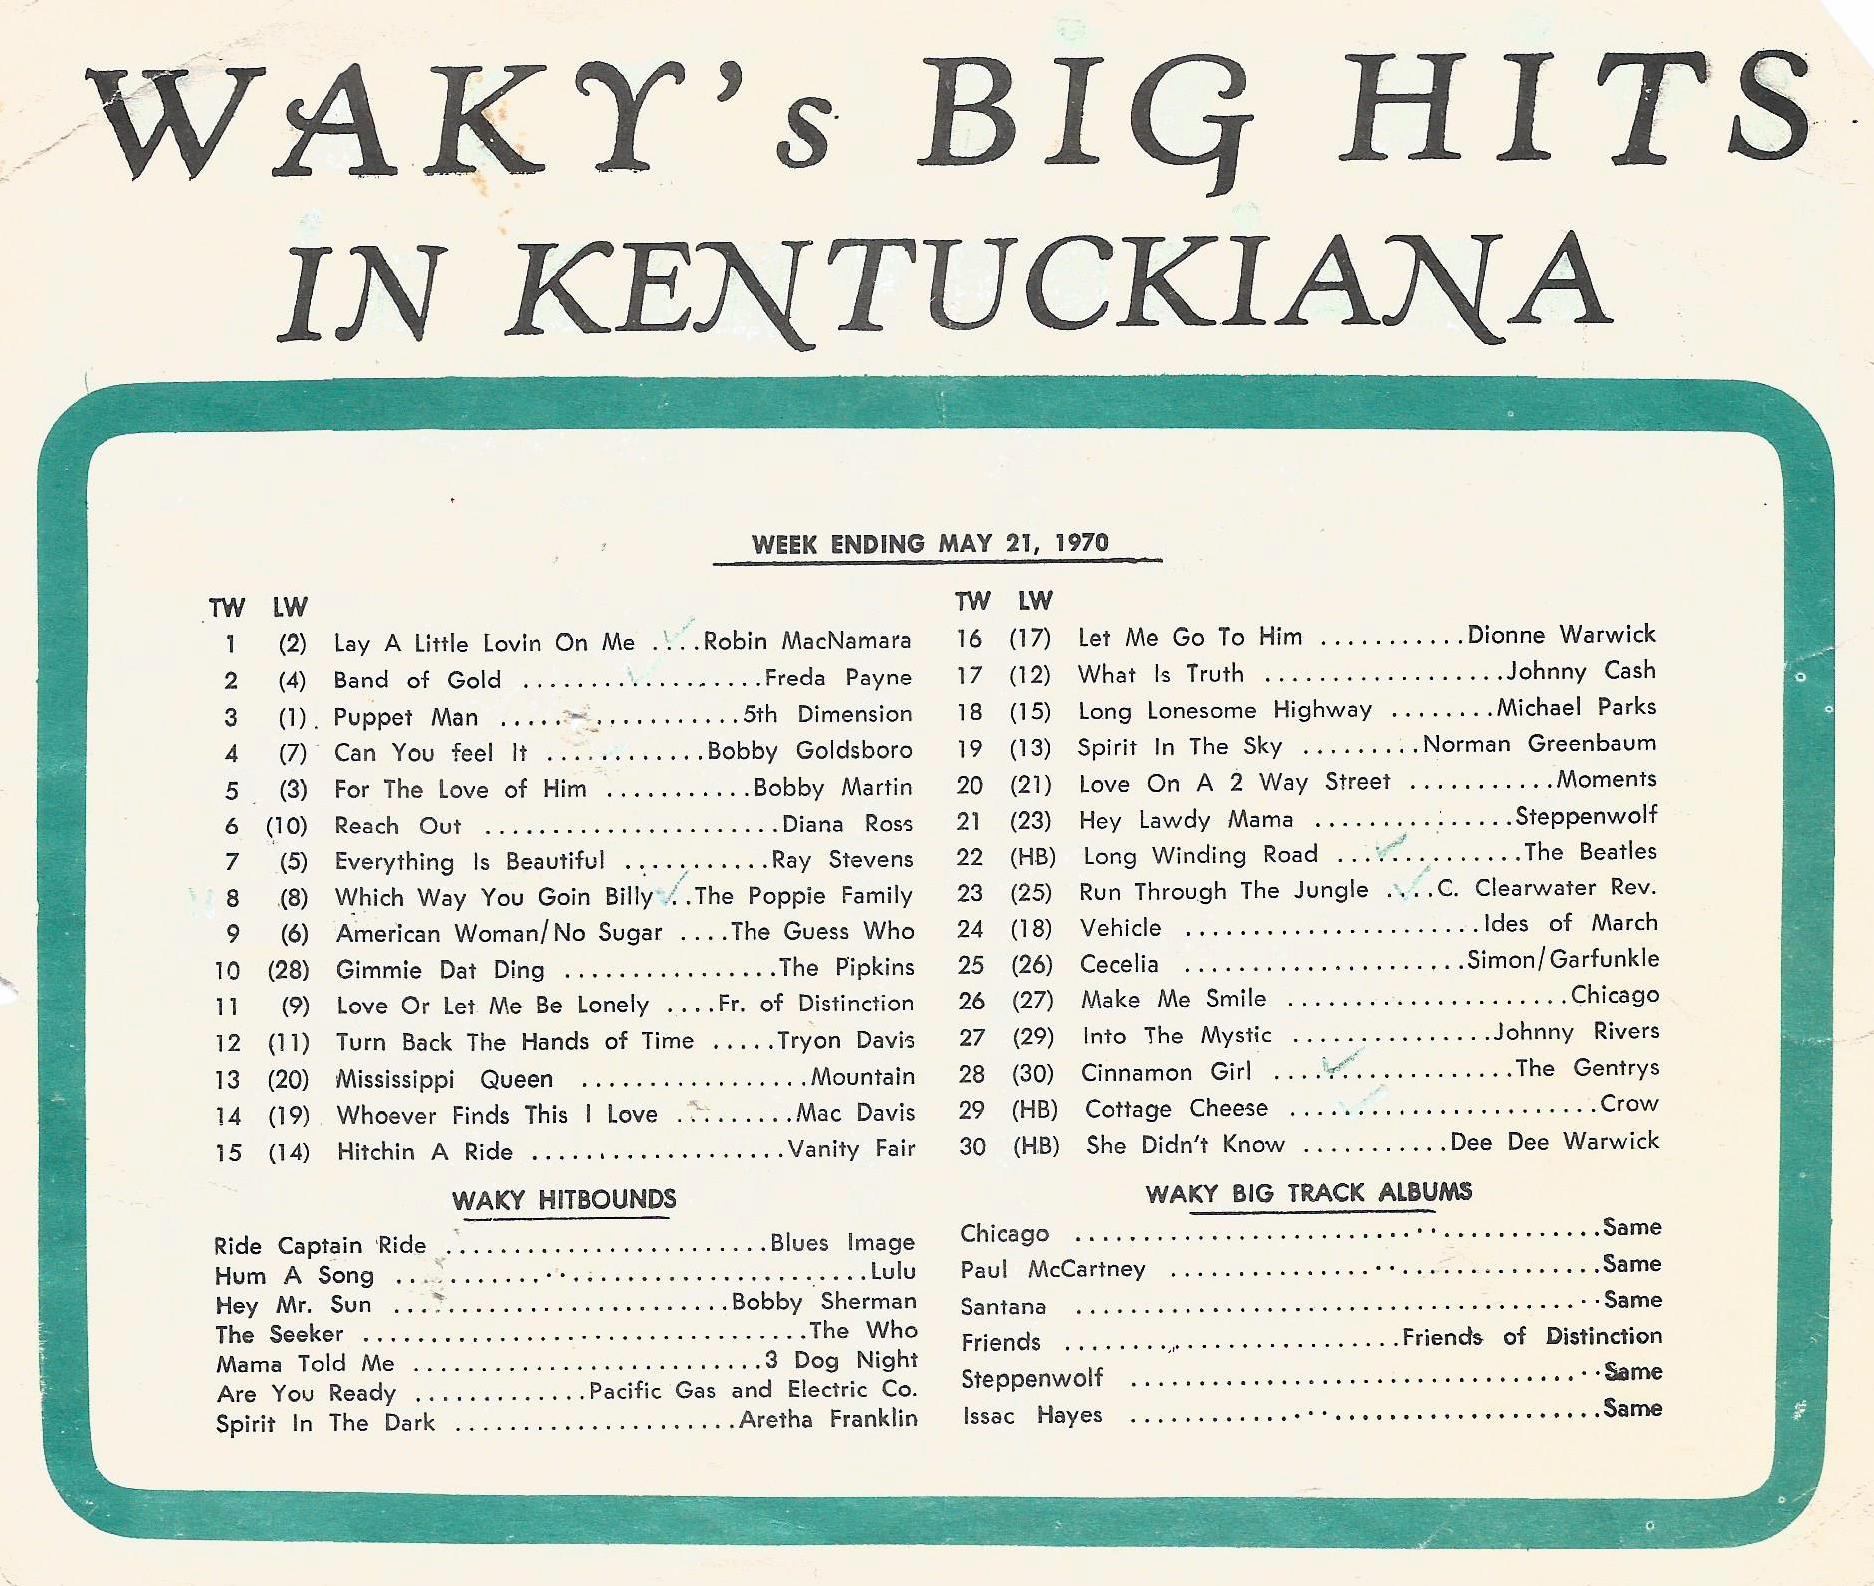 WAKY's BIG HITS
IN KENTUCKIANA
WEEK ENDING MAY 21, 1970
TW LW
1 (2) Lay A Little Lovin On Me ....Robin MacNamara
2 (4) Band of Gold ..................Freda Payne
3 (1). Puppet Man ..................5th Dimension
4 (7) Can You feel It ............Bobby Goldsboro
5 (3) For The Love of Him ...........Bobby Martin
6 (10) Reach Out ......................Diana Ross
7 (5) Everything Is Beautiful ...........Ray Stevens
8 (8) Which Way You Goin Billy...The Poppie Family
9 (6) American Woman/No Sugar ....The Guess Who
10 (28) Gimmie Dat Ding ................The Pipkins
11 (9) Love Or Let Me Be Lonely ....Fr. of Distinction
12 (11) Turn Back The Hands of Time .....Tryon Davis
13 (20) Mississippi Queen .................Mountain
14 (19) Whoever Finds This I Love .........Mac Davis
15 (14) Hitchin A Ride ...................Vanity Fair
TW LW
16 (17) Let Me Go To Him ...........Dionne Warwick
17 (12) What Is Truth ..................Johnny Cash
18 (15) Long Lonesome Highway ........Michael Parks
19 (13) Spirit In The Sky .........Norman Greenbaum
20 (21) Love On A 2 Way Street ...........Moments
21 (23) Hey Lawdy Mama ...............Steppenwolf
22 (HB) Long Winding Road ..............The Beatles
23 (25) Run Through The Jungle ....C. Clearwater Rev.
24 (18) Vehicle ......................Ides of March
25 (26) Cecelia .....................Simon/Garfunkle
26 (27) Make Me Smile .....................Chicago
27 (29) Into The Mystic ...............Johnny Rivers
28 (30) Cinnamon Girl ..................The Gentrys
29 (HB) Cottage Cheese .......................Crow
30 (HB) She Didn't Know ...........Dee Dee Warwick
WAKY HITBOUNDS
Ride Captain Ride ........................Blues Image
Hum A Song ...................................Lulu
Hey Mr. Sun .........................Bobby Sherman
The Seeker .................................The Who
Mama Told Me ..........................3 Dog Night
Are You Ready .............Pacific Gas and Electric Co.
Spirit In The Dark .....................Aretha Franklin
WAKY BIG TRACK ALBUMS
Chicago .......................................Same
Paul McCartney ................................Same
Santana .......................................Same
Friends .........................Friends of Distinction
Steppenwolf ...................................Same
Issac Hayes ...................................Same